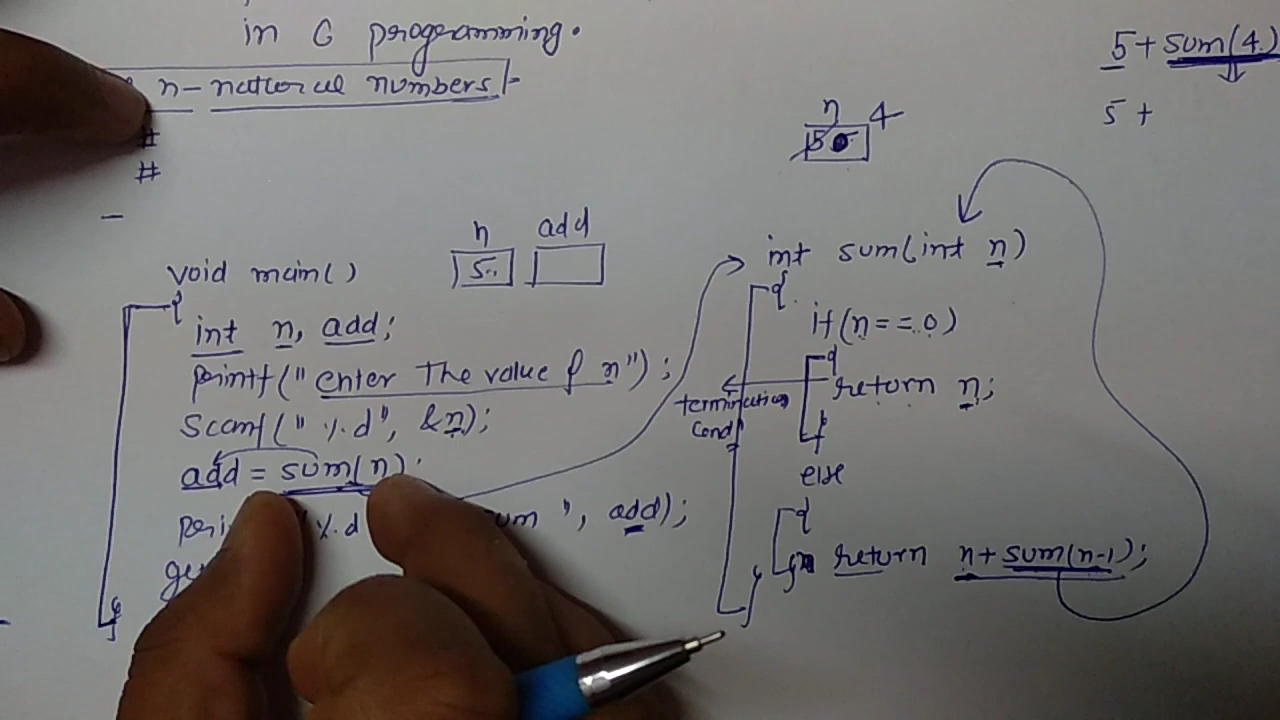 in C programming.
n- natural numbers :-
#
#
void main()
{
int n, add;
printf(" enter The value of n");
Scanf(" %d", &n);
add = sum(n);
%d ", add);
}
n add
5
5 + sum(4)
5 +
n 4
5
int sum(int n)
{
if(n==0)
{
return n;
}
termination
Cond
else
{
return n+sum(n-1);
}
}